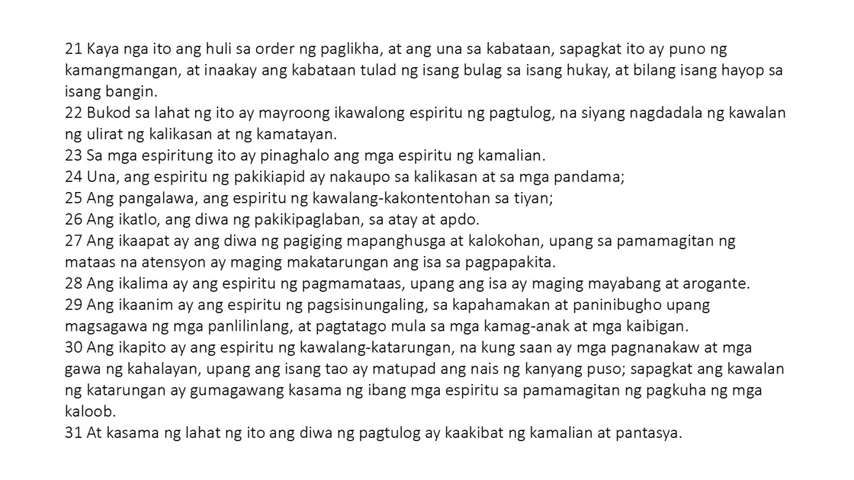 21 Kaya nga ito ang huli sa order ng paglikha, at ang una sa kabataan, sapagkat ito ay puno ng
kamangmangan, at inaakay ang kabataan tulad ng isang bulag sa isang hukay, at bilang isang hayop sa
isang bangin.
22 Bukod sa lahat ng ito ay mayroong ikawalong espiritu ng pagtulog, na siyang nagdadala ng kawalan
ng ulirat ng kalikasan at ng kamatayan.
23 Sa mga espiritung ito ay pinaghalo ang mga espiritu ng kamalian.
24 Una, ang espiritu ng pakikiapid ay nakaupo sa kalikasan at sa mga pandama;
25 Ang pangalawa, ang espiritu ng kawalang-kakontentohan sa tiyan;
26 Ang ikatlo, ang diwa ng pakikipaglaban, sa atay at apdo.
27 Ang ikaapat ay ang diwa ng pagiging mapanghusga at kalokohan, upang sa pamamagitan ng
mataas na atensyon ay maging makatarungan ang isa sa pagpapakita.
28 Ang ikalima ay ang espiritu ng pagmamataas, upang ang isa ay maging mayabang at arogante.
29 Ang ikaanim ay ang espiritu ng pagsisinungaling, sa kapahamakan at paninibugho upang
magsagawa ng mga panlilinlang, at pagtatago mula sa mga kamag-anak at mga kaibigan.
30 Ang ikapito ay ang espiritu ng kawalang-katarungan, na kung saan ay mga pagnanakaw at mga
gawa ng kahalayan, upang ang isang tao ay matupad ang nais ng kanyang puso; sapagkat ang kawalan
ng katarungan ay gumagawang kasama ng ibang mga espiritu sa pamamagitan ng pagkuha ng mga
kaloob.
31 At kasama ng lahat ng ito ang diwa ng pagtulog ay kaakibat ng kamalian at pantasya.